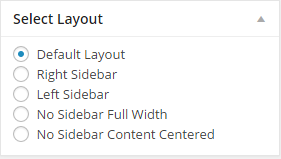 Select Layout
Default Layout
Right Sidebar
Left Sidebar
No Sidebar Full Width
No Sidebar Content Centered